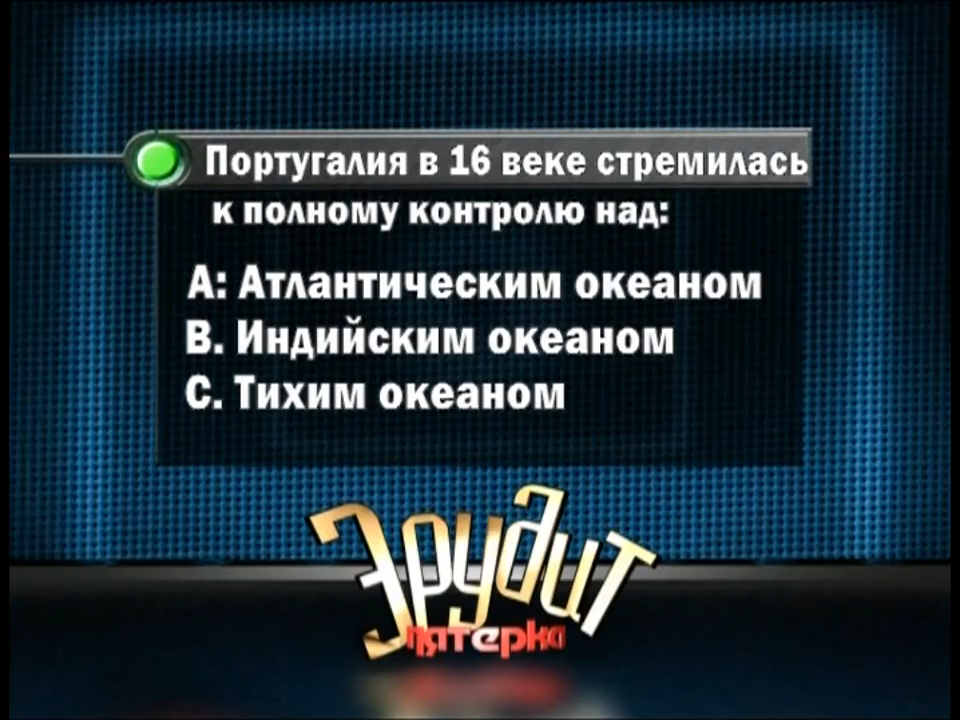 Португалия в 16 веке стремилась
к полному контролю над:
А: Атлантическим океаном
В. Индийским океаном
С. Тихим океаном
Эрудит
пятерка